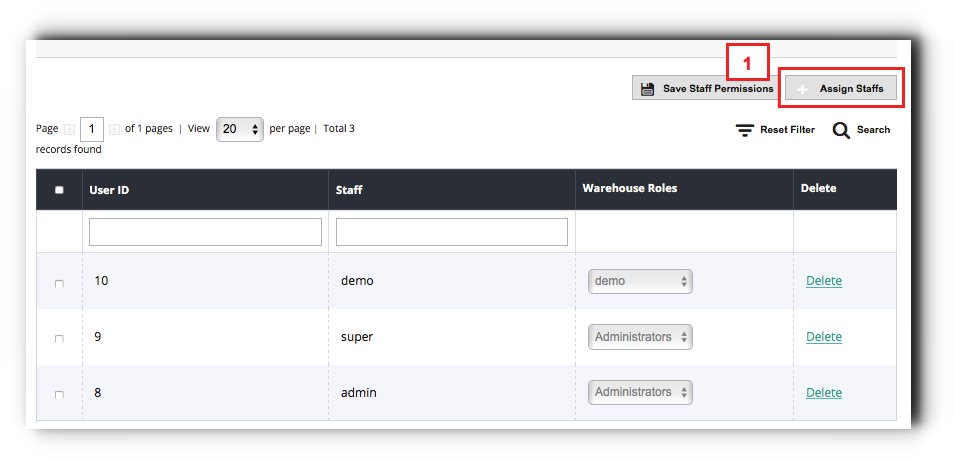 1
Save Staff Permissions Assign Staffs
Page 1 of 1 pages | View 20 per page | Total 3
records found
Reset Filter Search
User ID Staff Warehouse Roles Delete
10 demo demo Delete
9 super Administrators Delete
8 admin Administrators Delete